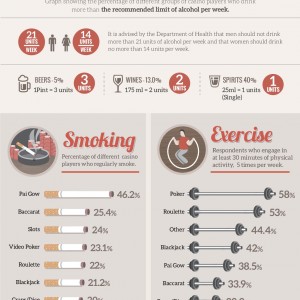 Graph showing the percentage of different groups of casino players who drink
more than the recommended limit of alcohol per week.
21
UNITS
WEEK
14
UNITS
WEEK
It is advised by the Department of Health that men should not drink
more than 21 units of alcohol per week and that women should drink
no more than 14 units per week.
BEERS- 5%
1Pint = 3 units
3
UNITS
WINES- 13.0%
175 ml = 2 units
2
UNITS
SPIRITS 40%
25ml = 1 units
(Single)
1
UNITS
Smoking
Percentage of different casino
players who regularly smoke.
Pai Gow 46.2%
Baccarat 25.4%
Slots 24%
Video Poker 23.1%
Roulette 22%
Blackjack 21.2%
20%
Exercise
Respondents who engage in
at least 30 minutes of physical
activity, 5 times per week.
Poker 58%
Roulette 53%
Other 44.4%
Blackjack 42%
Pai Gow 38.5%
Baccarat 33.9%